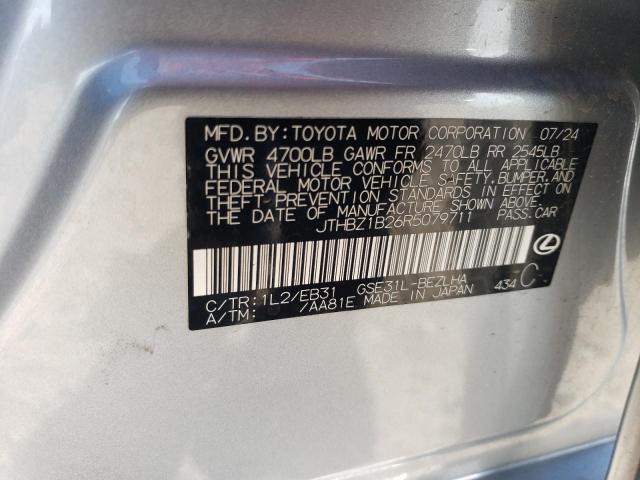 MFD. BY: TOYOTA MOTOR CORPORATION 07/24
GVWR 4700LB GAWR FR 2470LB RR 2545LB
THIS VEHICLE CONFORMS TO ALL APPLICABLE
FEDERAL MOTOR VEHICLE SAFETY, BUMPER, AND
THEFT-PREVENTION STANDARDS IN EFFECT
ON THE DATE OF MANUFACTURE SHOWN ABOVE.
JTHBZ1B26R5079711 PASS. CAR
C/TR: 1L2/EB31 GSE31L-BEZLHA
A/TM: /AA81E MADE IN JAPAN 434 C